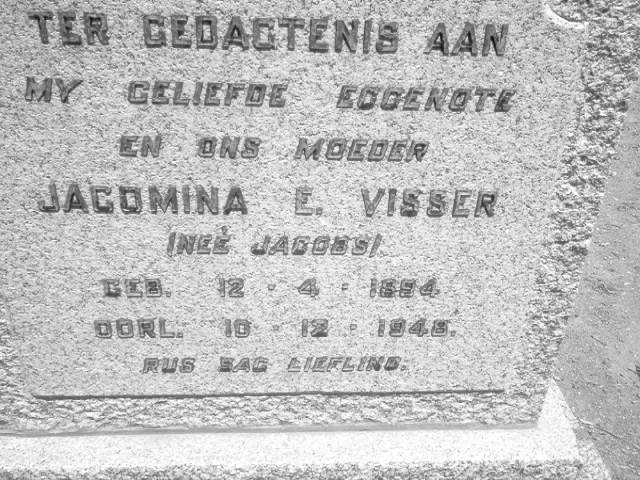 TER GEDAGTENIS AAN
MY GELIEFDE EGGENOTE
EN ONS MOEDER
JACOMINA E. VISSER
(NEÉ JACOBS)
GEB. 12 - 4 - 1894
OORL. 10 - 12 - 1948.
RUS SAG LIEFLING.